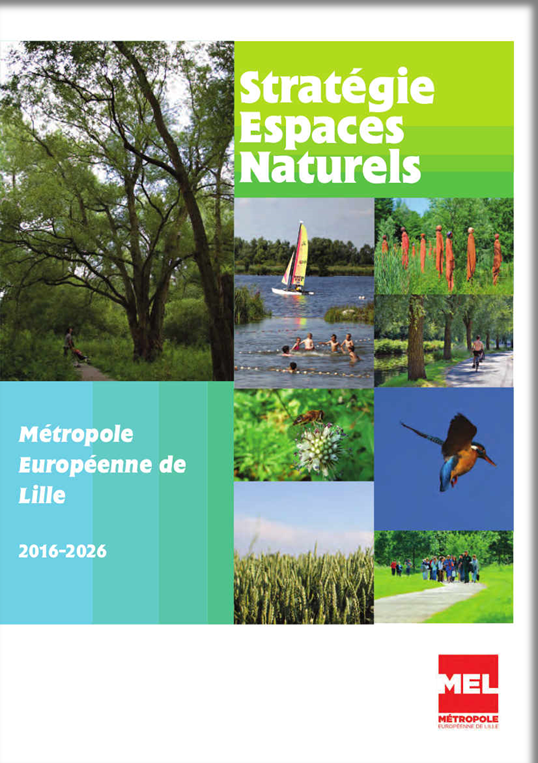 Stratégie
Espaces
Naturels
Métropole
Européenne de
Lille
2016-2026
MEL
MÉTROPOLE
EUROPÉENNE DE LILLE